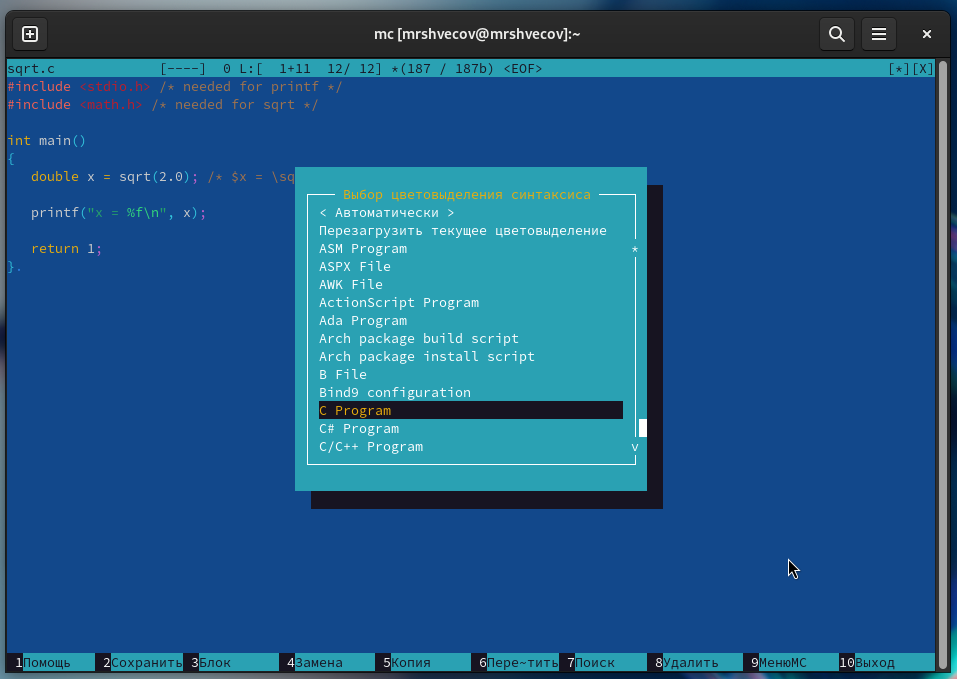 mc [mrshvecov@mrshvecov]:~
sqrt.c [----] 0 L:[ 1+11 12/ 12] *(187 / 187b) <EOF> [*][X]
#include <stdio.h> /* needed for printf */
#include <math.h> /* needed for sqrt */
int main()
{
double x = sqrt(2.0); /* $x = \sq
printf("x = %f\n", x);
return 1;
}.
Выбор цветовыделения синтаксиса
< Автоматически >
Перезагрузить текущее цветовыделение
ASM Program
ASPX File
AWK File
ActionScript Program
Ada Program
Arch package build script
Arch package install script
B File
Bind9 configuration
C Program
C# Program
C/C++ Program
1Помощь 2Сохранить 3Блок 4Замена 5Копия 6Пере~тить 7Поиск 8Удалить 9МенюMC 10Выход